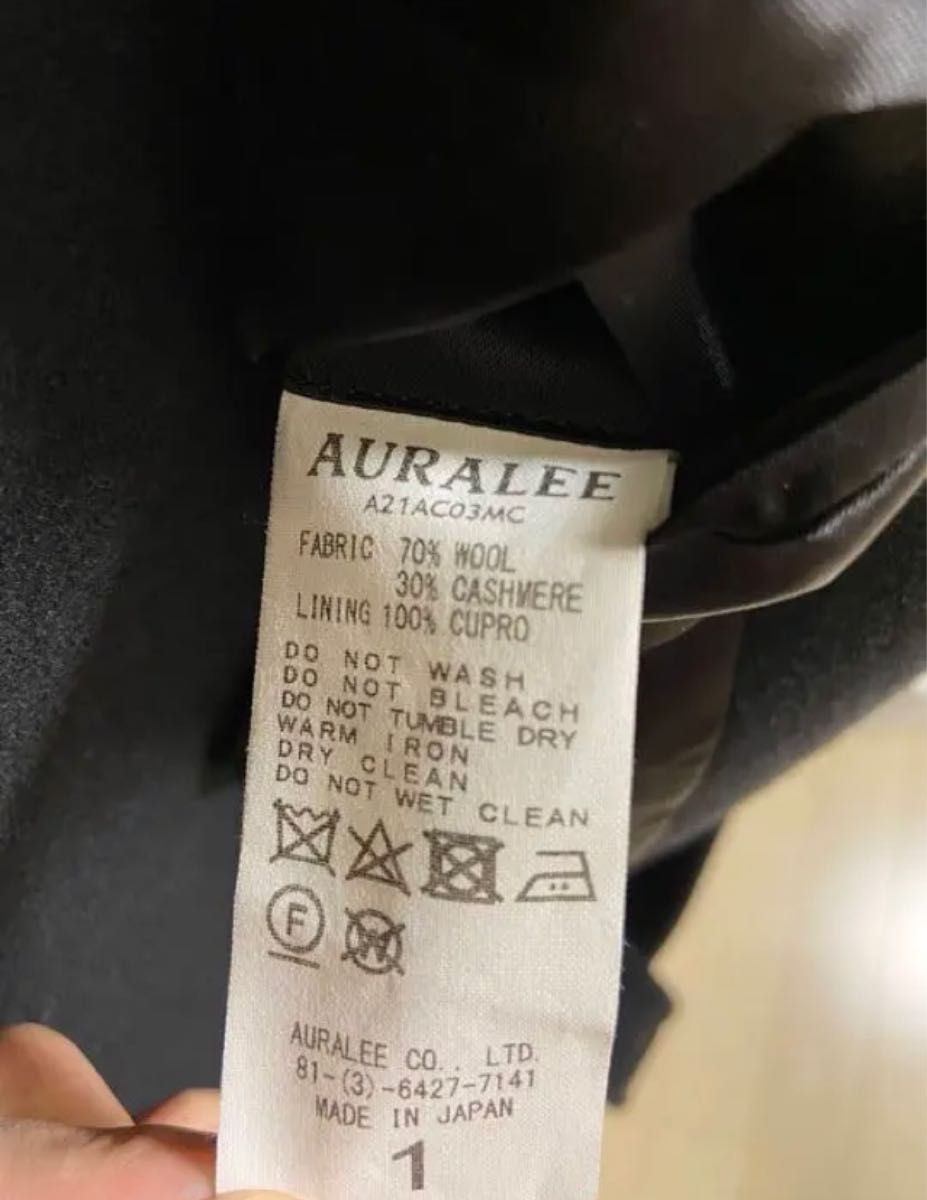 AURALEE
A21AC03MC
FABRIC 70% WOOL
30% CASHMERE
LINING 100% CUPRO
DO NOT WASH
DO NOT BLEACH
DO NOT TUMBLE DRY
WARM IRON
DRY CLEAN
DO NOT WET CLEAN
F W
AURALEE CO., LTD.
81-(3)-6427-7141
MADE IN JAPAN
1